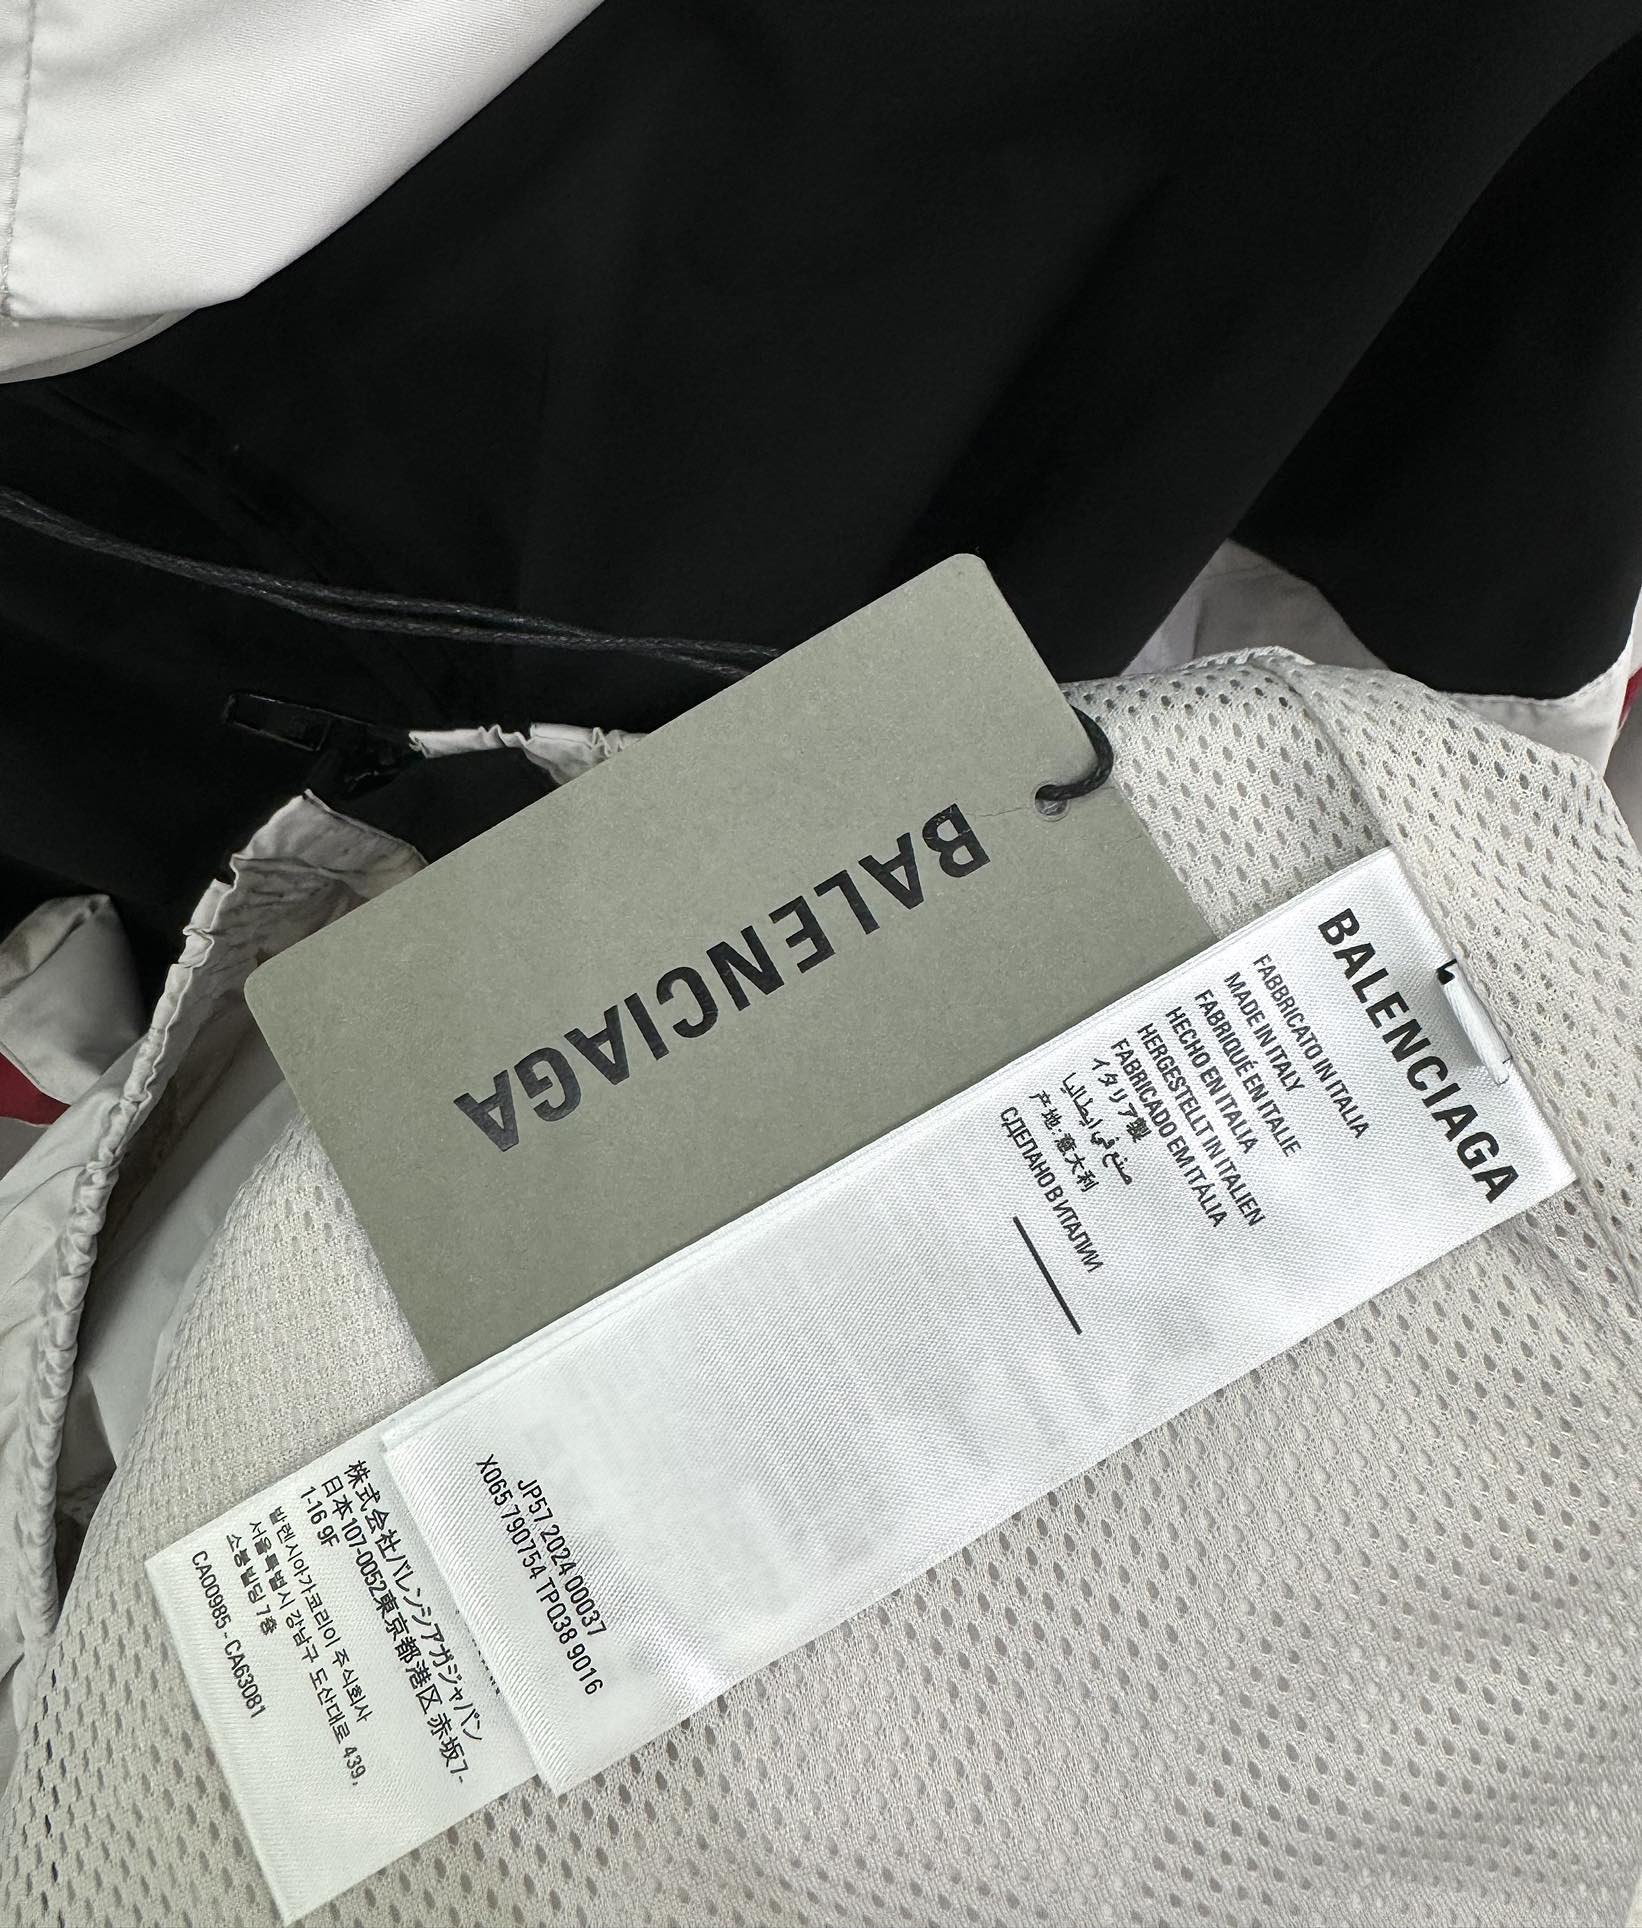 BALENCIAGA
BALENCIAGA
FABBRICATO IN ITALIA
MADE IN ITALY
FABRIQUÉ EN ITALIE
HECHO EN ITALIA
HERGESTELLT IN ITALIEN
FABRICADO EM ITÁLIA
イタリア製
صنع في إيطاليا
产地:意大利
СДЕЛАНО В ИТАЛИИ
JP57 2024 00037
X065 790754 TPQ38 9016
株式会社バレンシアガジャパン
日本107-0052東京都港区赤坂7-
1-16 9F
발렌시아가코리아 주식회사
서울특별시 강남구 도산대로 439,
소봉빌딩 7층
CA00985 - CA63081